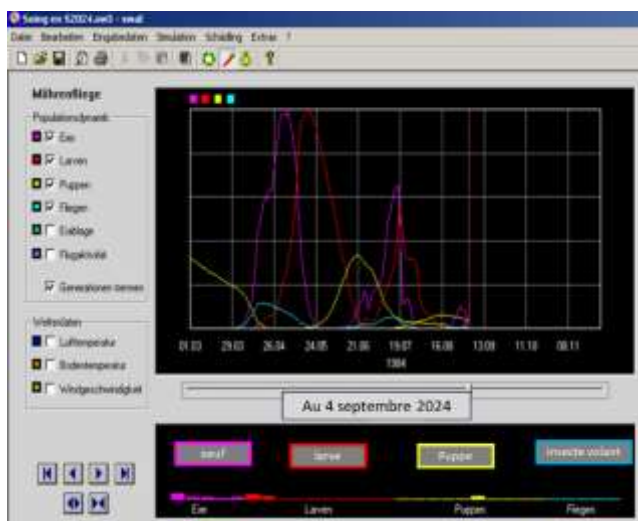 Swing en 52024.sw3 - swat
Datei Bearbeiten Eingabedaten Simulation Schädling Extras ?
Möhrenfliege
Populationsdynamik
Eier
Larven
Puppen
Fliegen
Eiablage
Flugaktivität
Generationen trennen
Wetterdaten
Lufttemperatur
Bodentemperatur
Windgeschwindigkeit
01.03 29.03 26.04 24.05 21.06 19.07 16.08 13.09 11.10 08.11
1984
Au 4 septembre 2024
oeuf larve Puppe insecte volant
Eier Larven Puppen Fliegen